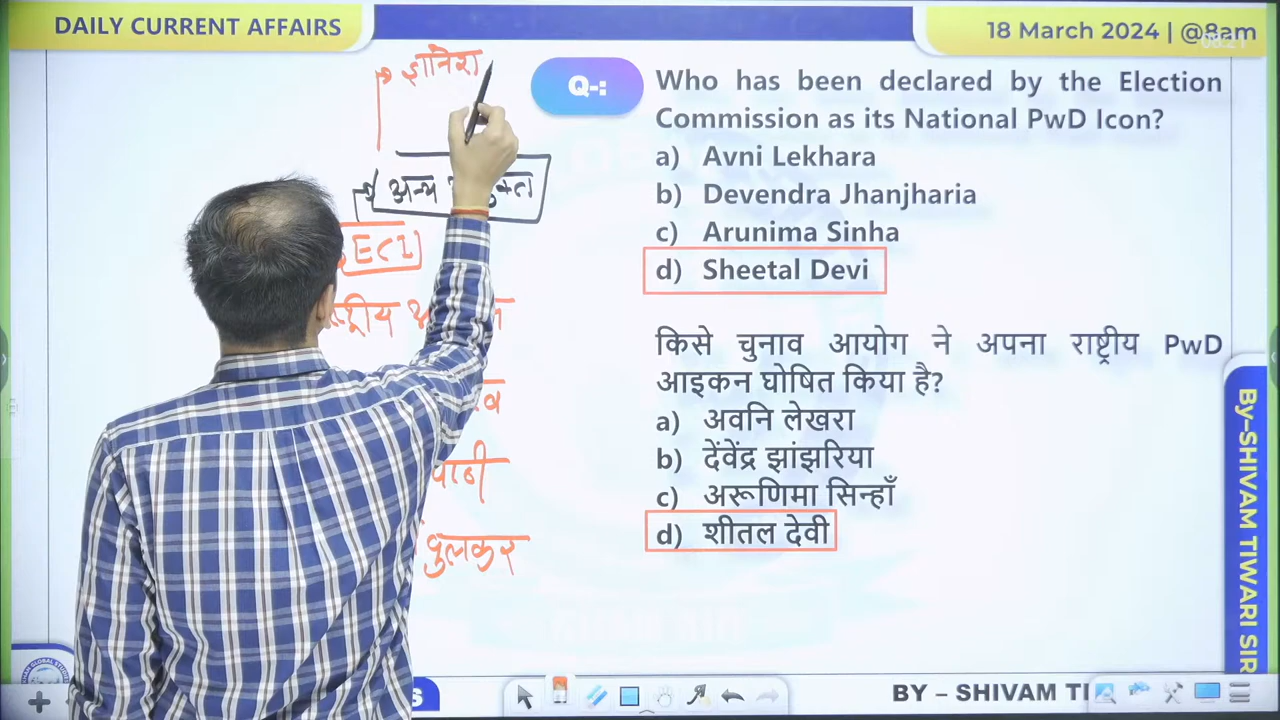 DAILY CURRENT AFFAIRS
18 March 2024 | @8am
Q-:
Who has been declared by the Election
Commission as its National PwD Icon?
a) Avni Lekhara
b) Devendra Jhanjharia
c) Arunima Sinha
d) Sheetal Devi
किसे चुनाव आयोग ने अपना राष्ट्रीय PwD
आइकन घोषित किया है?
a) अवनि लेखरा
b) देंवेंद्र झांझरिया
c) अरूणिमा सिन्हाँ
d) शीतल देवी
अन्य
ECI
By–SHIVAM TIWARI SIR
BY – SHIVAM TI